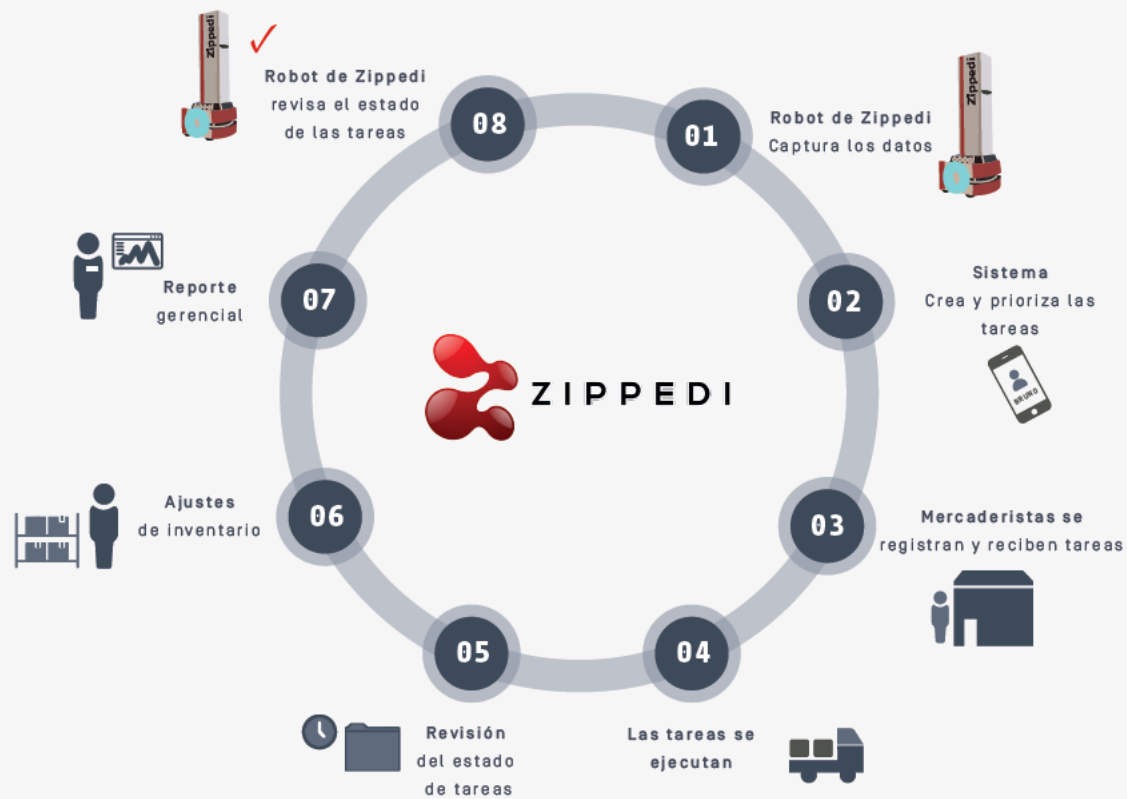 Zippedi
Robot de Zippedi
revisa el estado
de las tareas
08
01
Robot de Zippedi
Captura los datos
Zippedi
02
Sistema
Crea y prioriza las
tareas
BRUNO
03
Mercaderistas se
registran y reciben tareas
04
Las tareas se
ejecutan
05
Revisión
del estado
de tareas
06
Ajustes
de inventario
07
Reporte
gerencial
ZIPPEDI